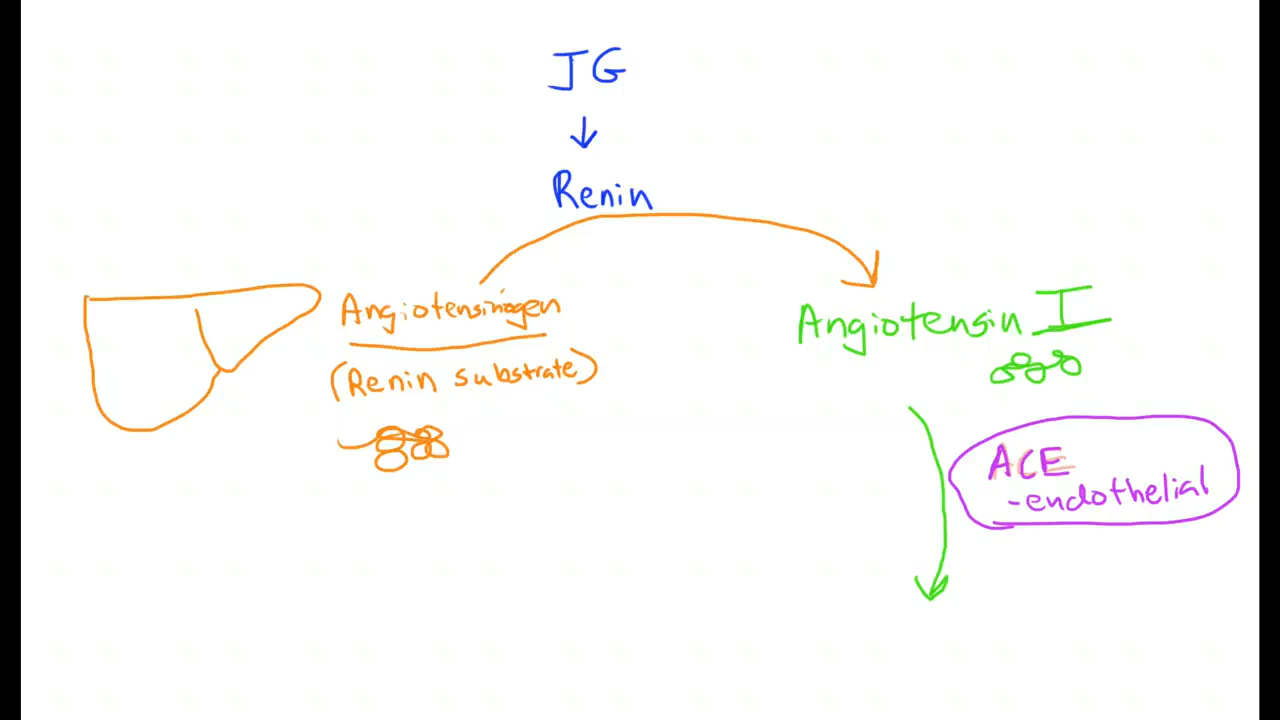 JG
Renin
Angiotensinogen
(Renin substrate)
Angiotensin I
ACE
-endothelial